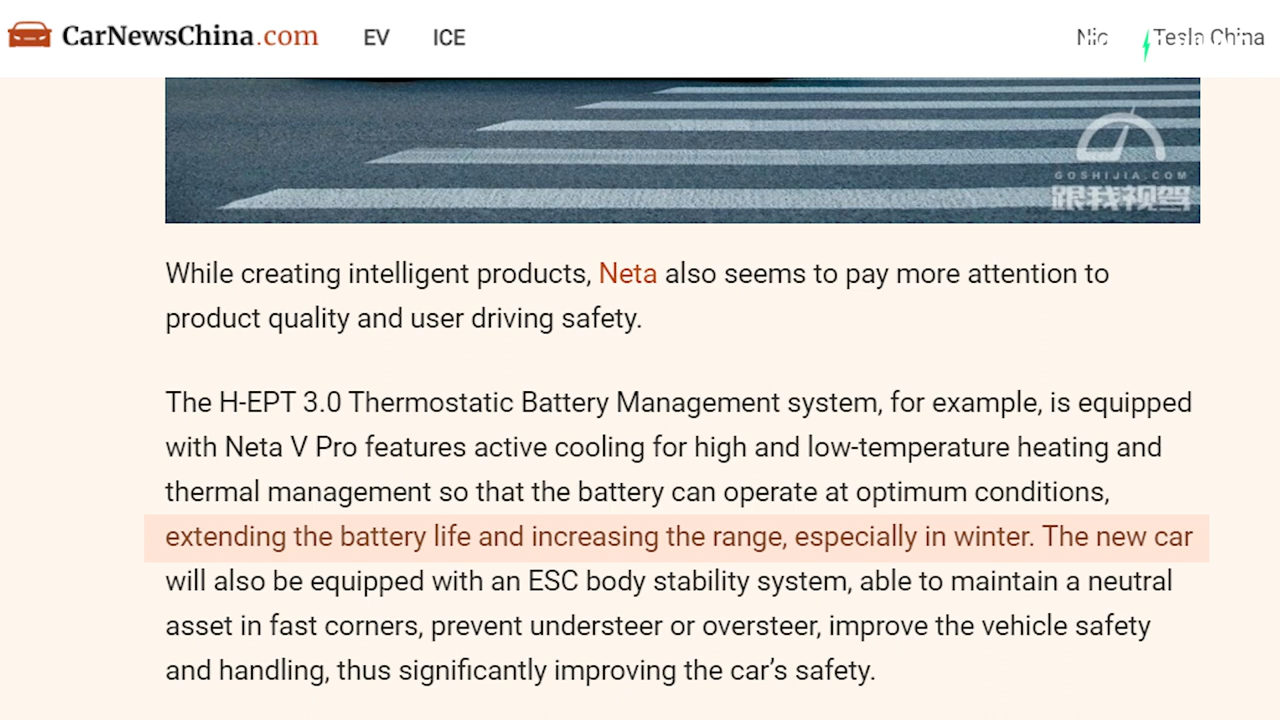 CarNewsChina.com EV ICE Nio Tesla China
GOSHIJIA.COM
跟我视驾
While creating intelligent products, Neta also seems to pay more attention to
product quality and user driving safety.
The H-EPT 3.0 Thermostatic Battery Management system, for example, is equipped
with Neta V Pro features active cooling for high and low-temperature heating and
thermal management so that the battery can operate at optimum conditions,
extending the battery life and increasing the range, especially in winter. The new car
will also be equipped with an ESC body stability system, able to maintain a neutral
asset in fast corners, prevent understeer or oversteer, improve the vehicle safety
and handling, thus significantly improving the car’s safety.